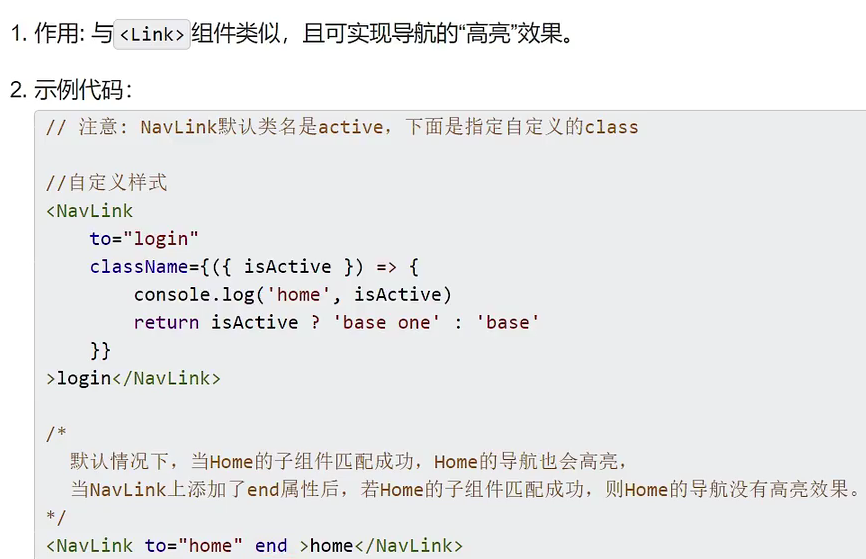 1. 作用: 与<Link>组件类似，且可实现导航的“高亮”效果。
2. 示例代码：
// 注意: NavLink默认类名是active，下面是指定自定义的class
//自定义样式
<NavLink
    to="login"
    className={({ isActive }) => {
        console.log('home', isActive)
        return isActive ? 'base one' : 'base'
    }}
>login</NavLink>
/*
  默认情况下，当Home的子组件匹配成功，Home的导航也会高亮，
  当NavLink上添加了end属性后，若Home的子组件匹配成功，则Home的导航没有高亮效果。
*/
<NavLink to="home" end >home</NavLink>